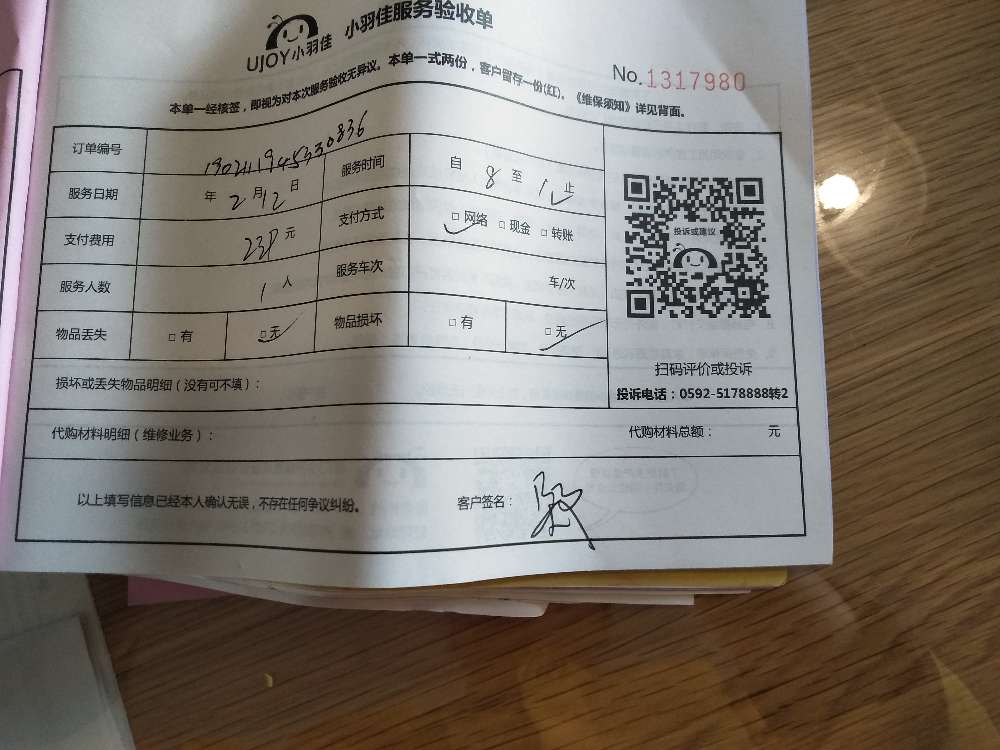 UJOY小羽佳 小羽佳服务验收单
No.1317980
本单一经核签，即视为对本次服务验收无异议。本单一式两份，客户留存一份(红)。《维保须知》详见背面。
订单编号 190211945330836
服务日期 年 2 月 12 日 服务时间 自 8 至 12 止
支付费用 238 元 支付方式 □网络 □现金 □转账
服务人数 1 人 服务车次 车/次
物品丢失 □有 □无 物品损坏 □有 □无
投诉或建议
扫码评价或投诉
投诉电话：0592-5178888转2
损坏或丢失物品明细（没有可不填）：
代购材料明细（维修业务）： 代购材料总额： 元
以上填写信息已经本人确认无误，不存在任何争议纠纷。 客户签名：